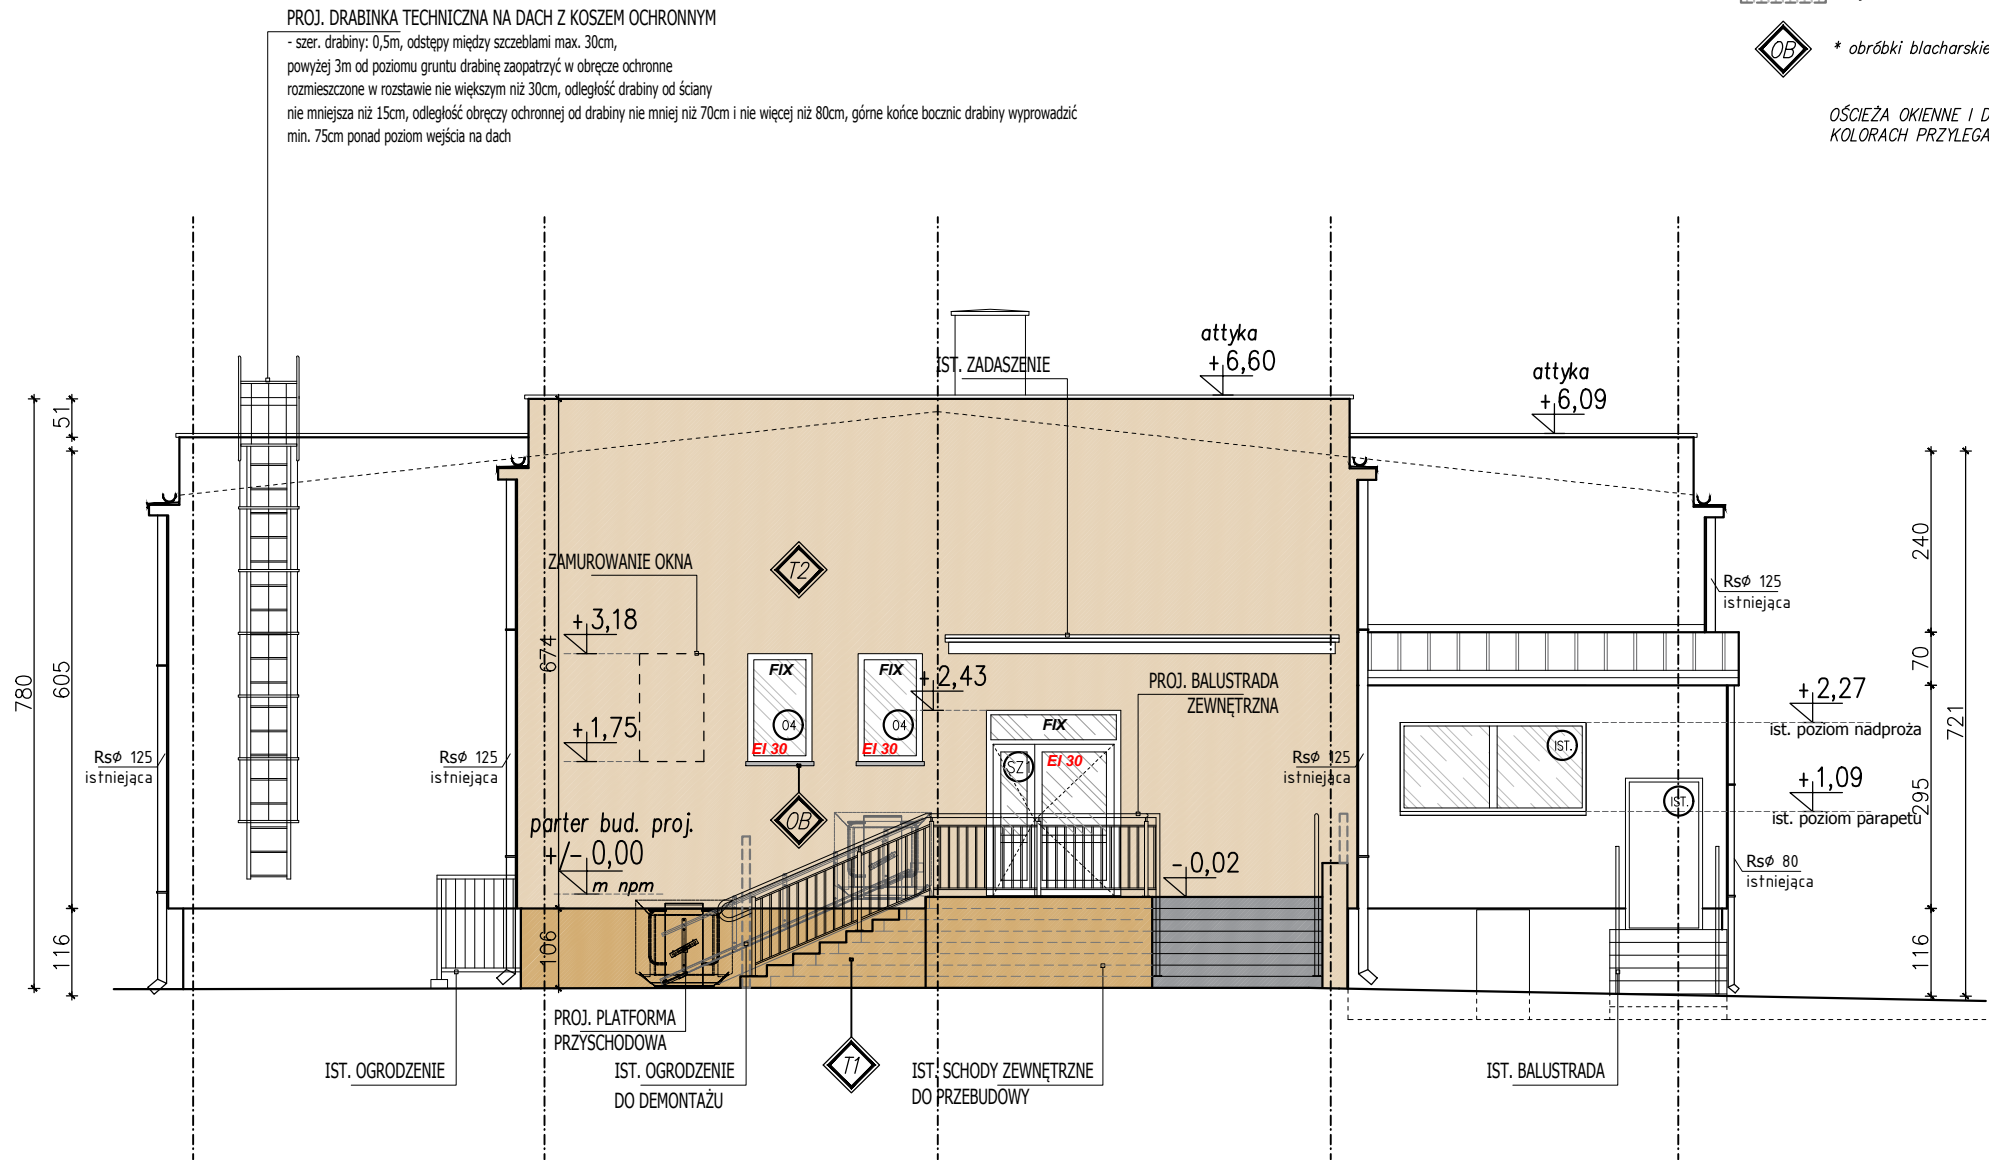 PROJ. DRABINKA TECHNICZNA NA DACH Z KOSZEM OCHRONNYM
- szer. drabiny: 0,5m, odstępy między szczeblami max. 30cm,
powyżej 3m od poziomu gruntu drabinę zaopatrzyć w obręcze ochronne
rozmieszczone w rozstawie nie większym niż 30cm, odległość drabiny od ściany
nie mniejsza niż 15cm, odległość obręczy ochronnej od drabiny nie mniej niż 70cm i nie więcej niż 80cm, górne końce bocznic drabiny wyprowadzić
min. 75cm ponad poziom wejścia na dach
OB
* obróbki blacharskie
OŚCIEŻA OKIENNE I D
KOLORACH PRZYLEGA
attyka
+6,60
IST. ZADASZENIE
attyka
+6,09
51
780
605
116
ZAMUROWANIE OKNA
T2
+3,18
674
+1,75
FIX
04
EI 30
FIX
04
EI 30
+2,43
FIX
SZ1
EI 30
PROJ. BALUSTRADA
ZEWNĘTRZNA
RsØ 125
istniejąca
RsØ 125
istniejąca
RsØ 125
istniejąca
RsØ 125
istniejąca
RsØ 80
istniejąca
OB
parter bud. proj.
+/- 0,00
m npm
-0,02
106
IST.
IST.
+2,27
ist. poziom nadproża
+1,09
ist. poziom parapetu
240
70
295
116
721
PROJ. PLATFORMA
PRZYSCHODOWA
IST. OGRODZENIE
IST. OGRODZENIE
DO DEMONTAŻU
T1
IST. SCHODY ZEWNĘTRZNE
DO PRZEBUDOWY
IST. BALUSTRADA